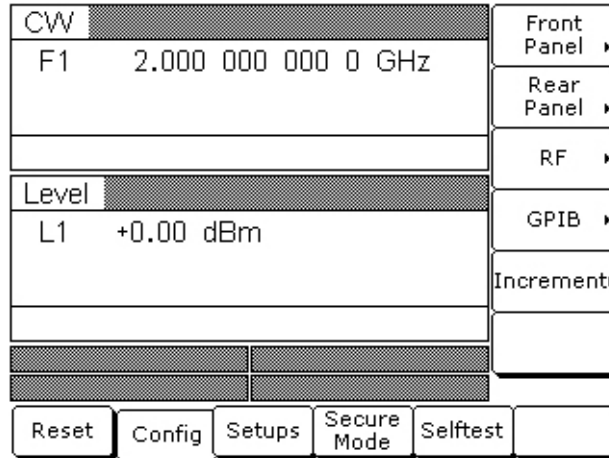 CW
F1 2.000 000 000 0 GHz
Level
L1 +0.00 dBm
Front
Panel
Rear
Panel
RF
GPIB
Increment
Reset
Config
Setups
Secure
Mode
Selftest